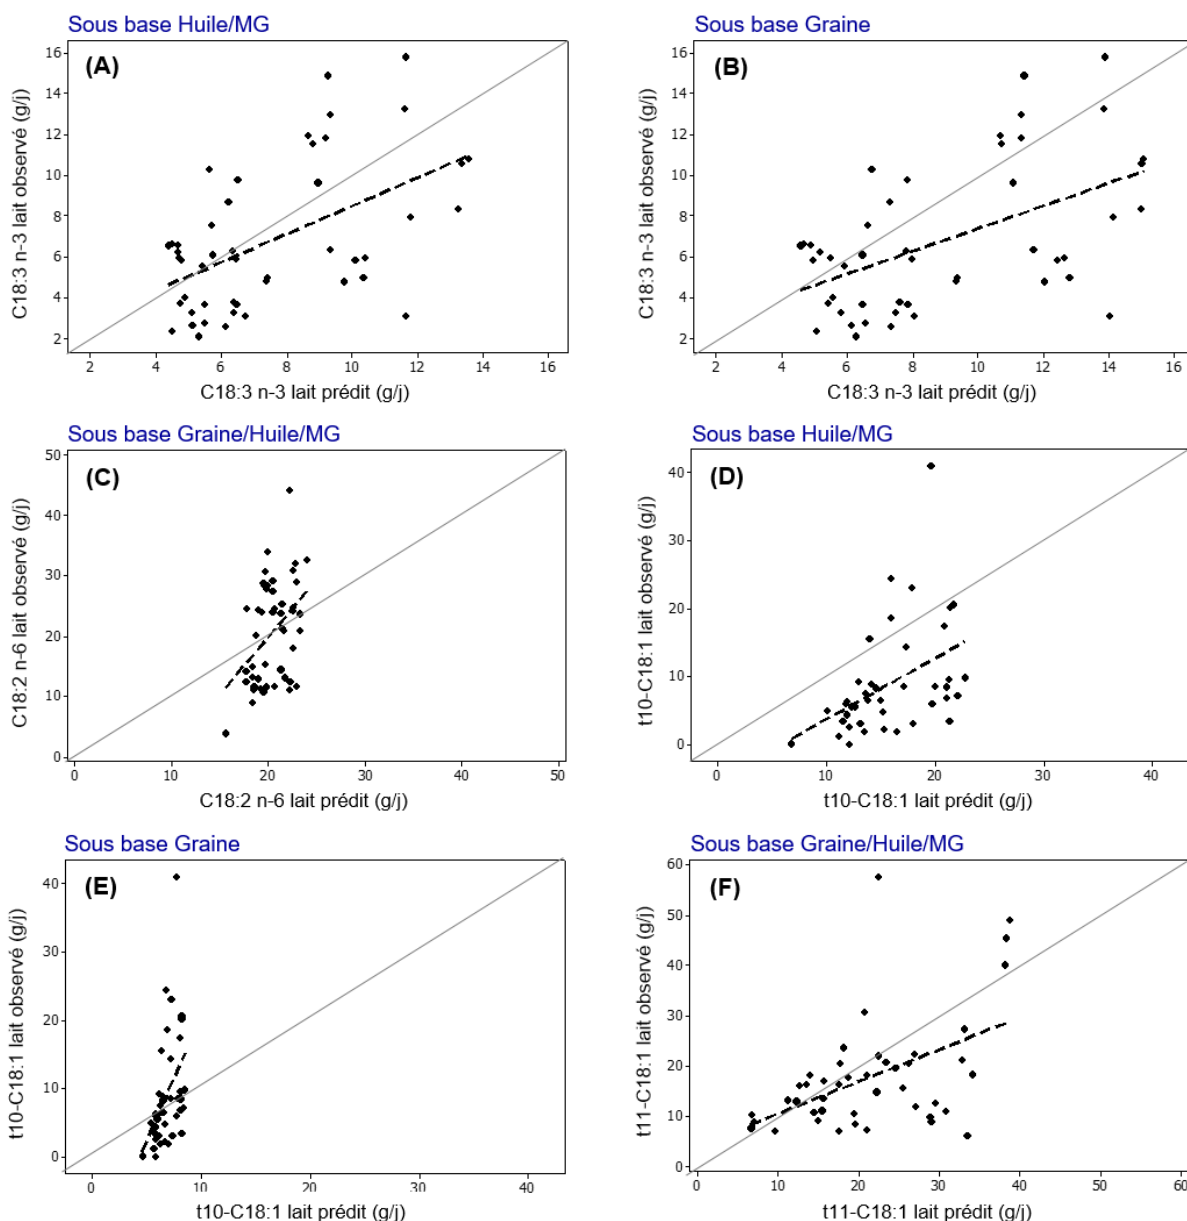 Sous base Huile/MG
(A)
C18:3 n-3 lait observé (g/j)
16
14
12
10
8
6
4
2
2 4 6 8 10 12 14 16
C18:3 n-3 lait prédit (g/j)
Sous base Graine
(B)
C18:3 n-3 lait observé (g/j)
16
14
12
10
8
6
4
2
2 4 6 8 10 12 14 16
C18:3 n-3 lait prédit (g/j)
Sous base Graine/Huile/MG
(C)
C18:2 n-6 lait observé (g/j)
50
40
30
20
10
0
0 10 20 30 40 50
C18:2 n-6 lait prédit (g/j)
Sous base Huile/MG
(D)
t10-C18:1 lait observé (g/j)
40
30
20
10
0
0 10 20 30 40
t10-C18:1 lait prédit (g/j)
Sous base Graine
(E)
t10-C18:1 lait observé (g/j)
40
30
20
10
0
0 10 20 30 40
t10-C18:1 lait prédit (g/j)
Sous base Graine/Huile/MG
(F)
t11-C18:1 lait observé (g/j)
60
50
40
30
20
10
0
0 10 20 30 40 50 60
t11-C18:1 lait prédit (g/j)